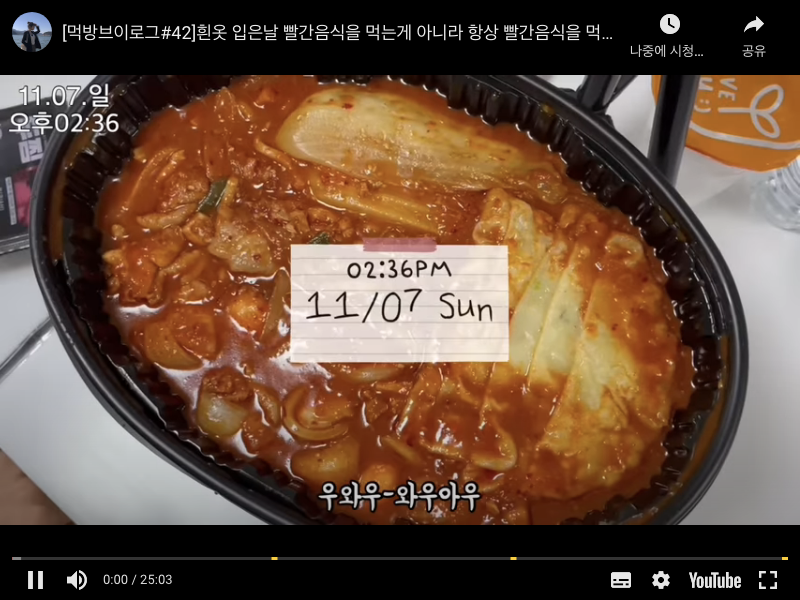 [먹방브이로그#42]흰옷 입은날 빨간음식을 먹는게 아니라 항상 빨간음식을 먹...
나중에 시청...
공유
11.07.일
오후02:36
02:36PM
11/07 Sun
우와우-와우아우
0:00 / 25:03
YouTube